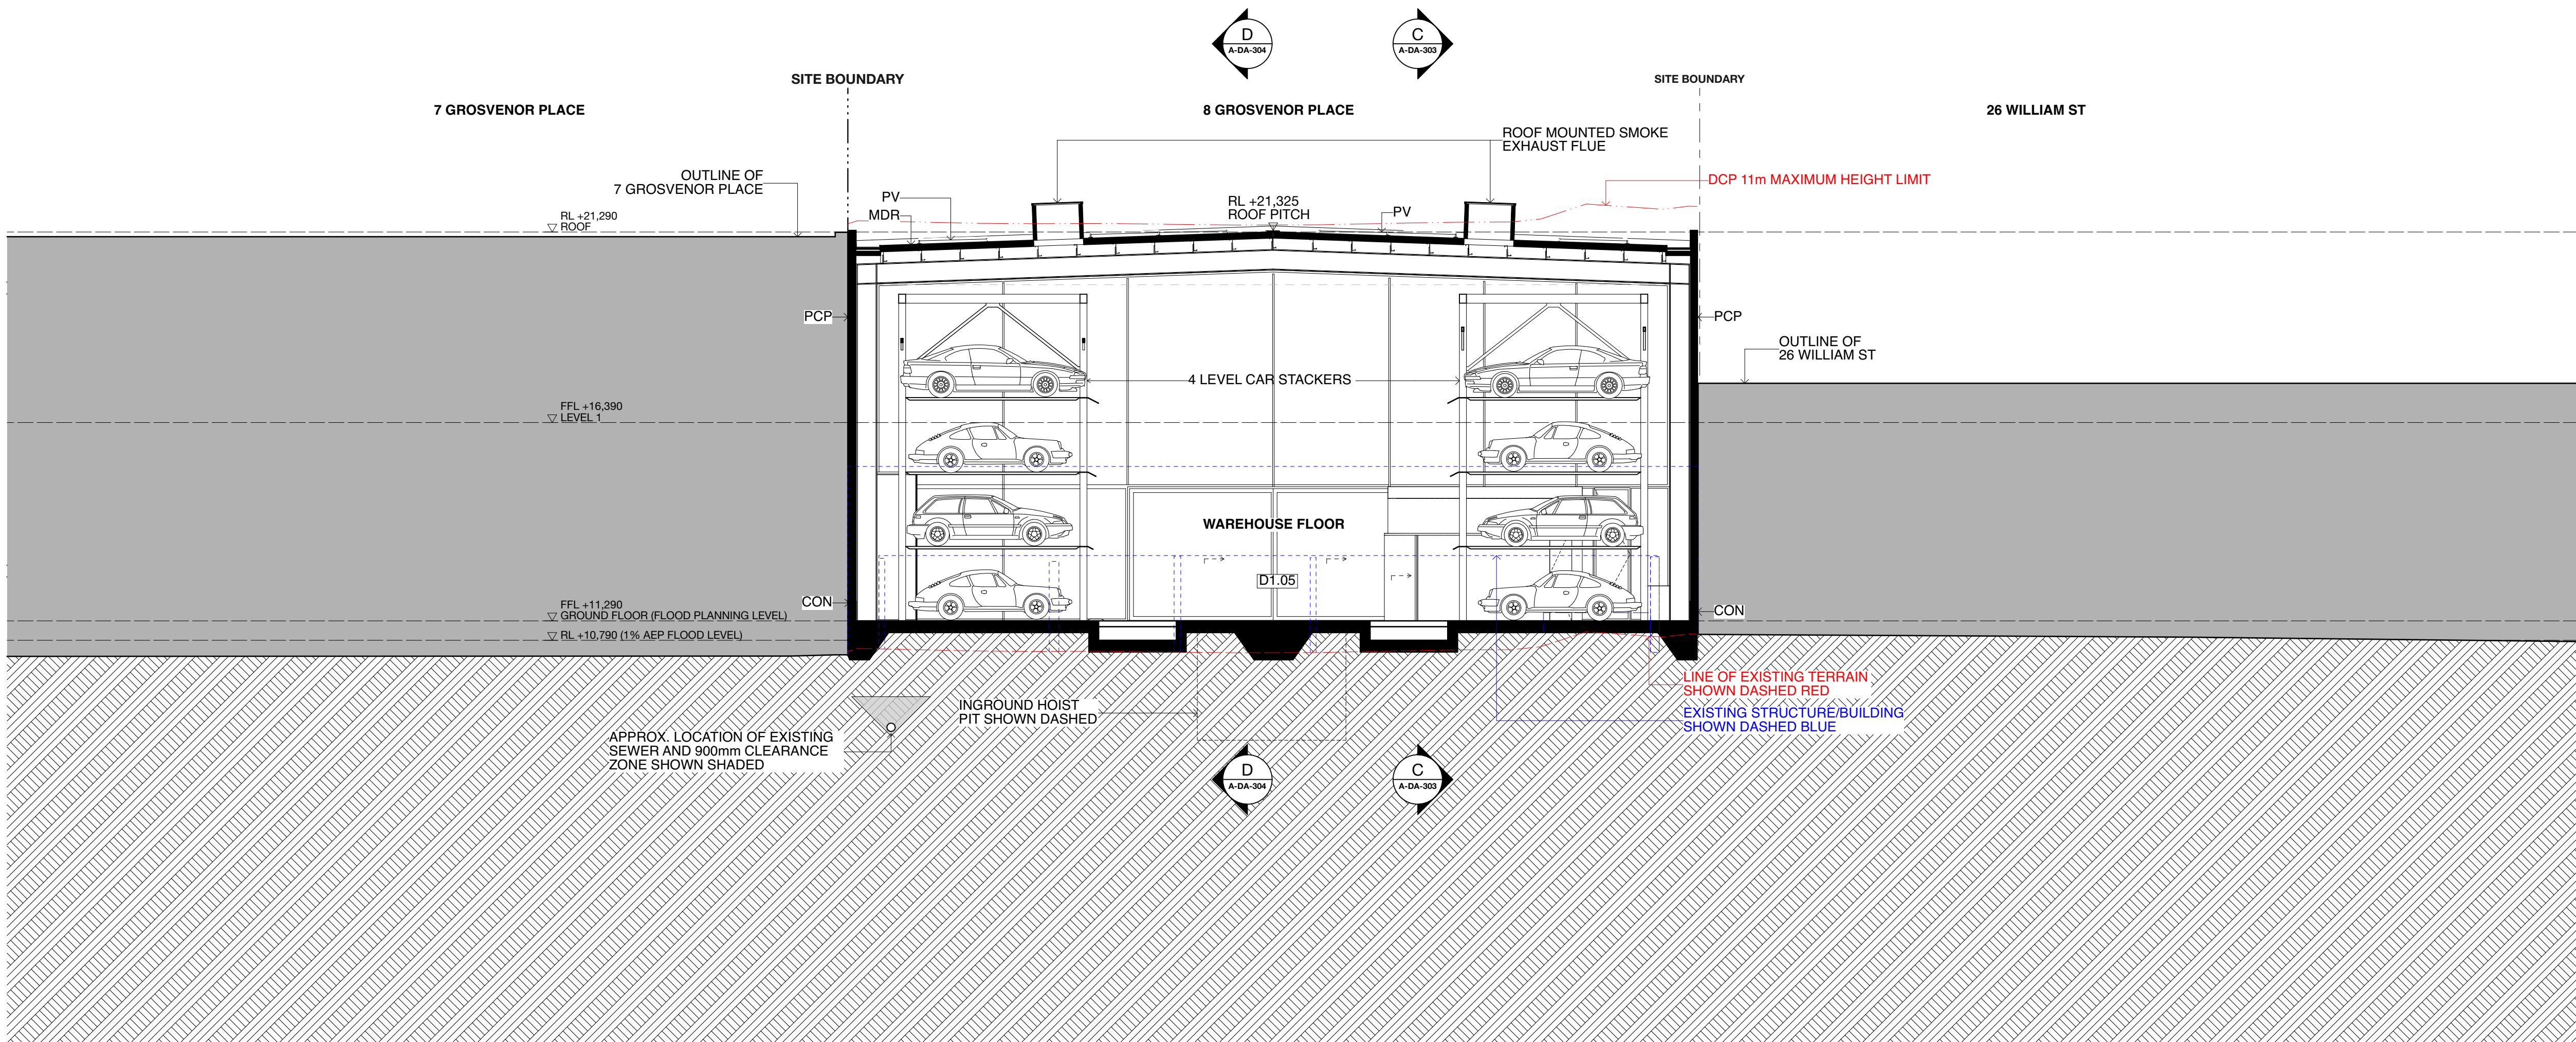 D
A-DA-304
C
A-DA-303
SITE BOUNDARY
SITE BOUNDARY
7 GROSVENOR PLACE
8 GROSVENOR PLACE
26 WILLIAM ST
ROOF MOUNTED SMOKE
EXHAUST FLUE
OUTLINE OF
7 GROSVENOR PLACE
DCP 11m MAXIMUM HEIGHT LIMIT
PV
MDR
RL +21,325
ROOF PITCH
PV
RL +21,290
ROOF
PCP
PCP
OUTLINE OF
26 WILLIAM ST
4 LEVEL CAR STACKERS
FFL +16,390
LEVEL 1
WAREHOUSE FLOOR
D1.05
CON
CON
FFL +11,290
GROUND FLOOR (FLOOD PLANNING LEVEL)
RL +10,790 (1% AEP FLOOD LEVEL)
LINE OF EXISTING TERRAIN
SHOWN DASHED RED
INGROUND HOIST
PIT SHOWN DASHED
EXISTING STRUCTURE/BUILDING
SHOWN DASHED BLUE
APPROX. LOCATION OF EXISTING
SEWER AND 900mm CLEARANCE
ZONE SHOWN SHADED
D
A-DA-304
C
A-DA-303